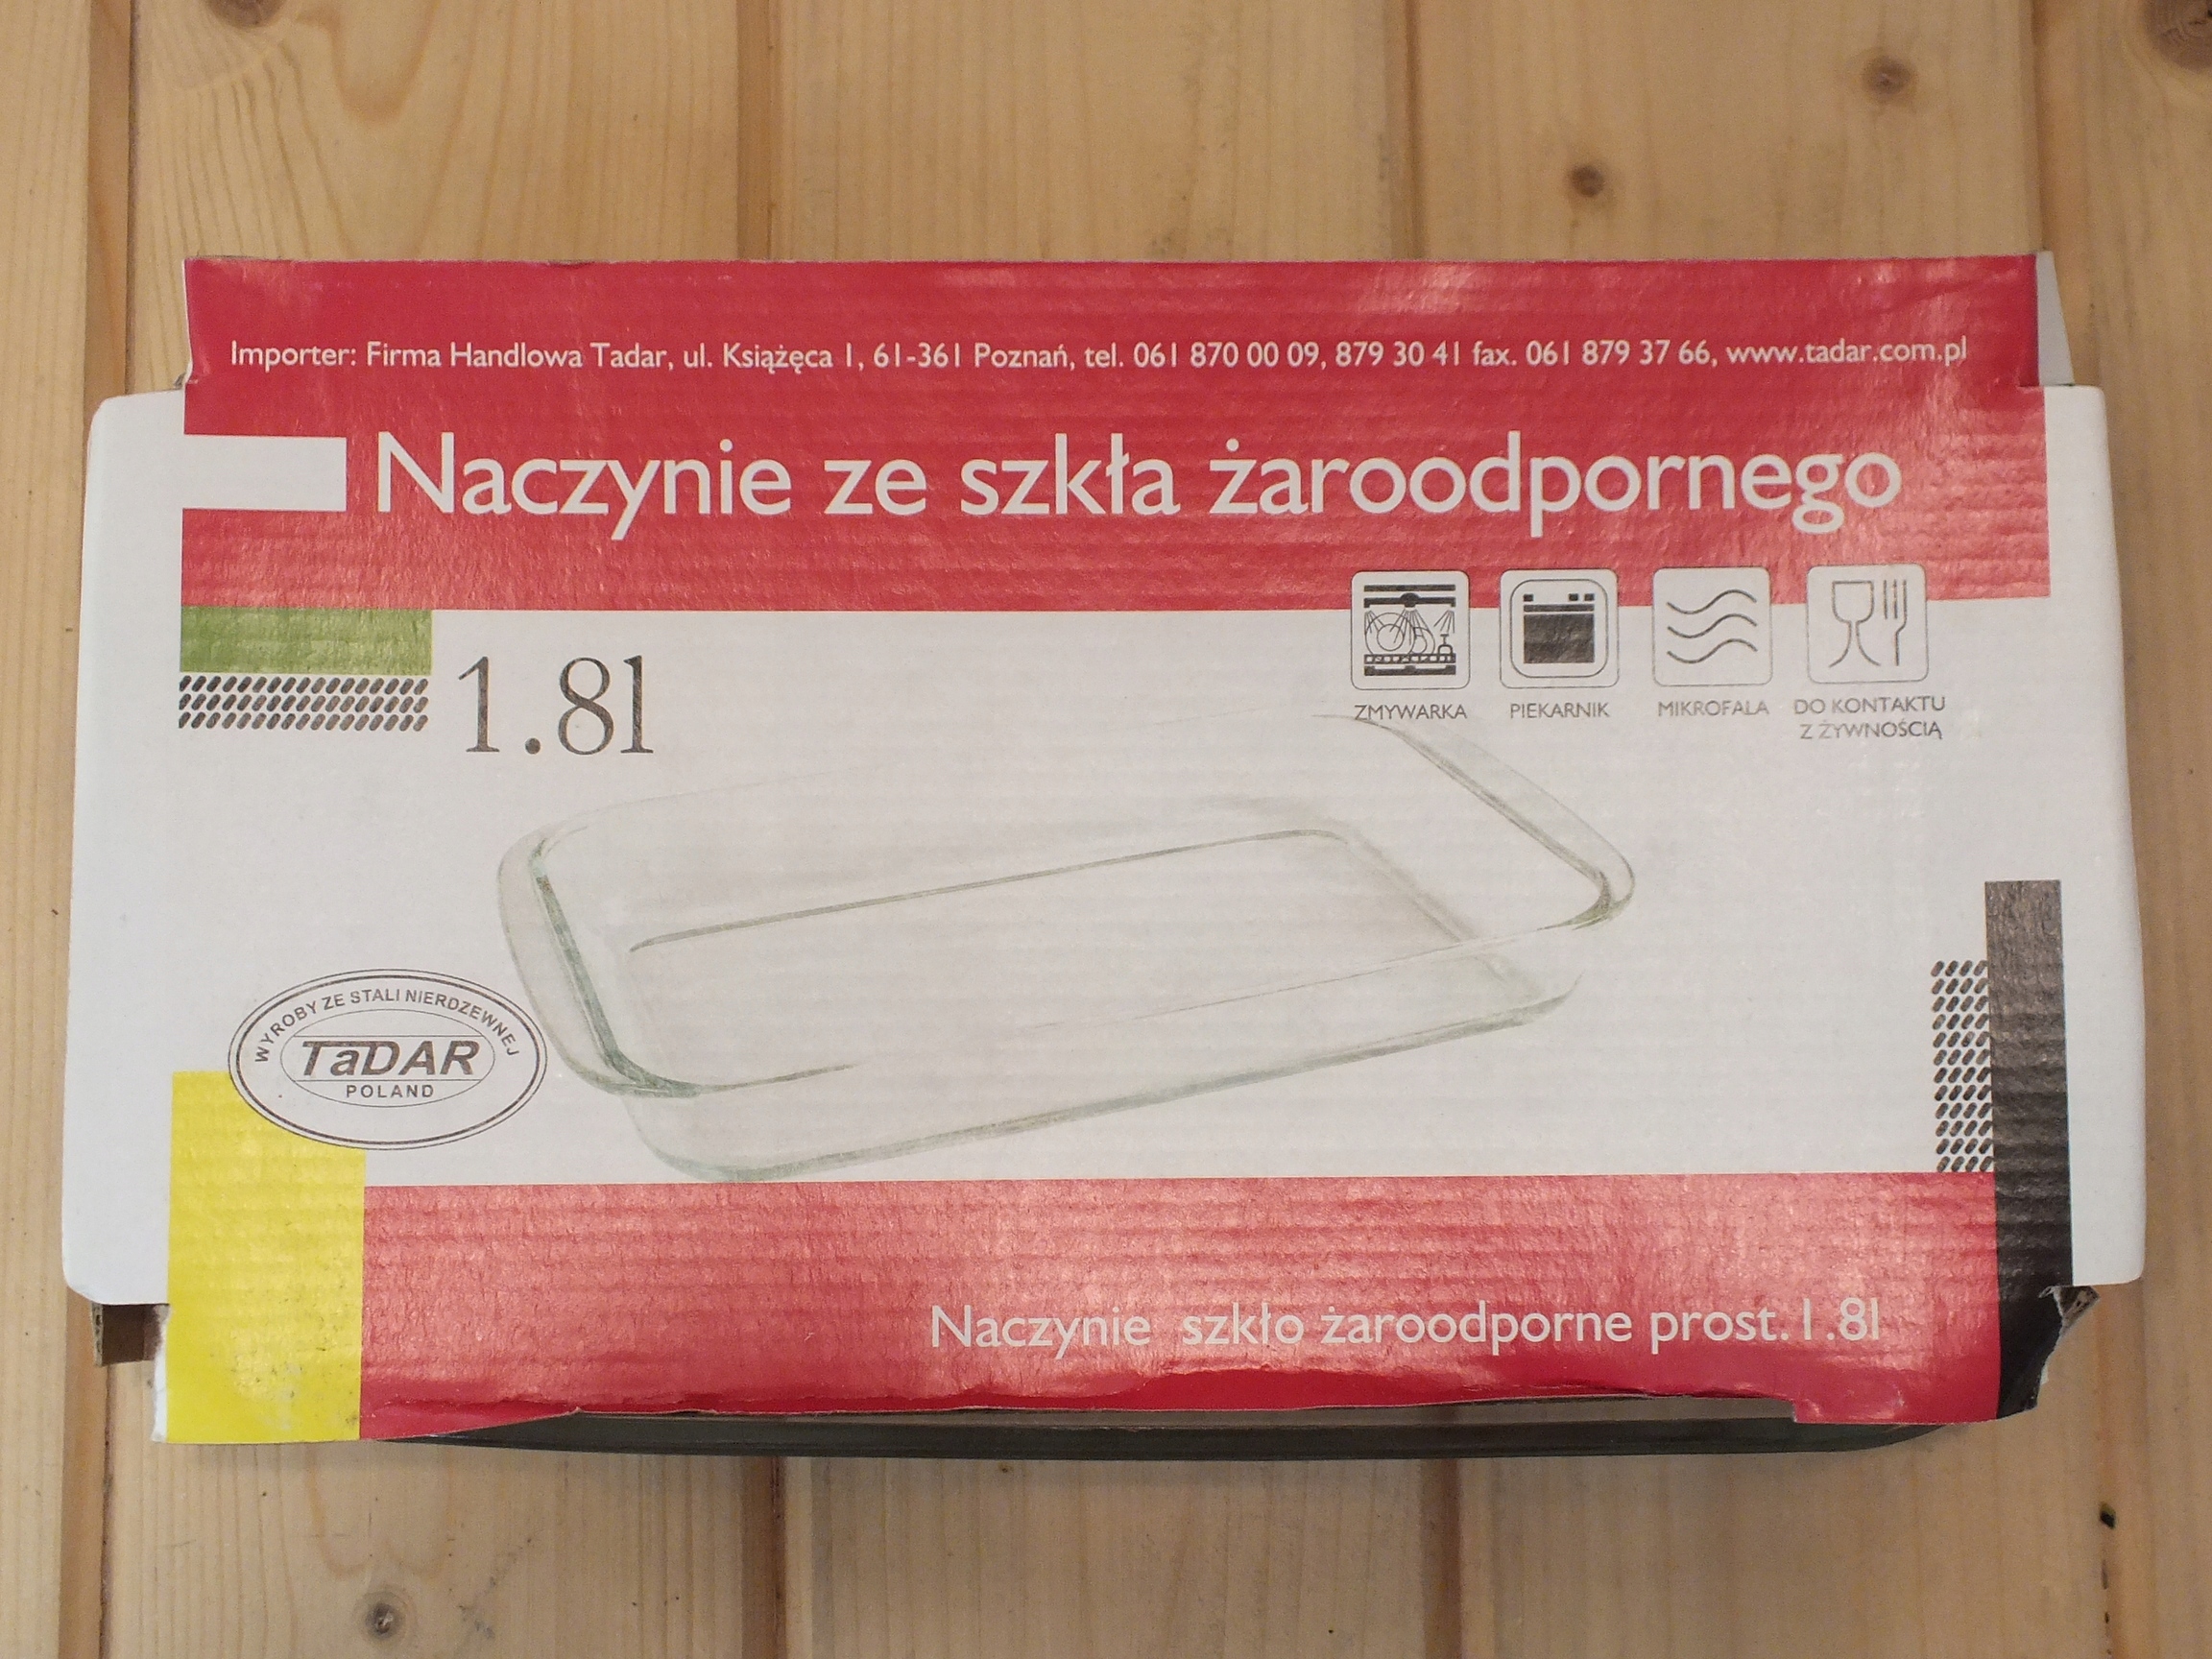 Importer: Firma Handlowa Tadar, ul. Książęca 1, 61-361 Poznań, tel. 061 870 00 09, 879 30 41 fax. 061 879 37 66, www.tadar.com.pl
Naczynie ze szkła żaroodpornego
1.8l
ZMYWARKA
PIEKARNIK
MIKROFALA
DO KONTAKTU
Z ŻYWNOŚCIĄ
WYROBY ZE STALI NIERDZEWNEJ
TaDAR
POLAND
Naczynie szkło żaroodporne prost.1.8l